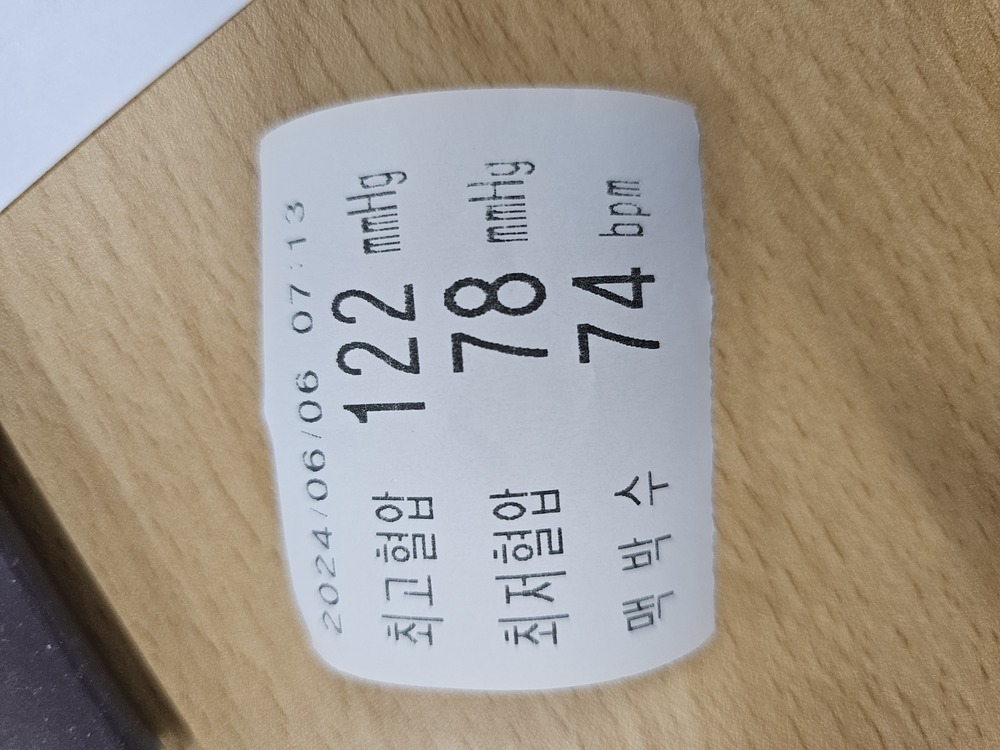 2024/06/06 07:13
최고혈압 122 mmHg
최저혈압 78 mmHg
맥 박 수 74 bpm